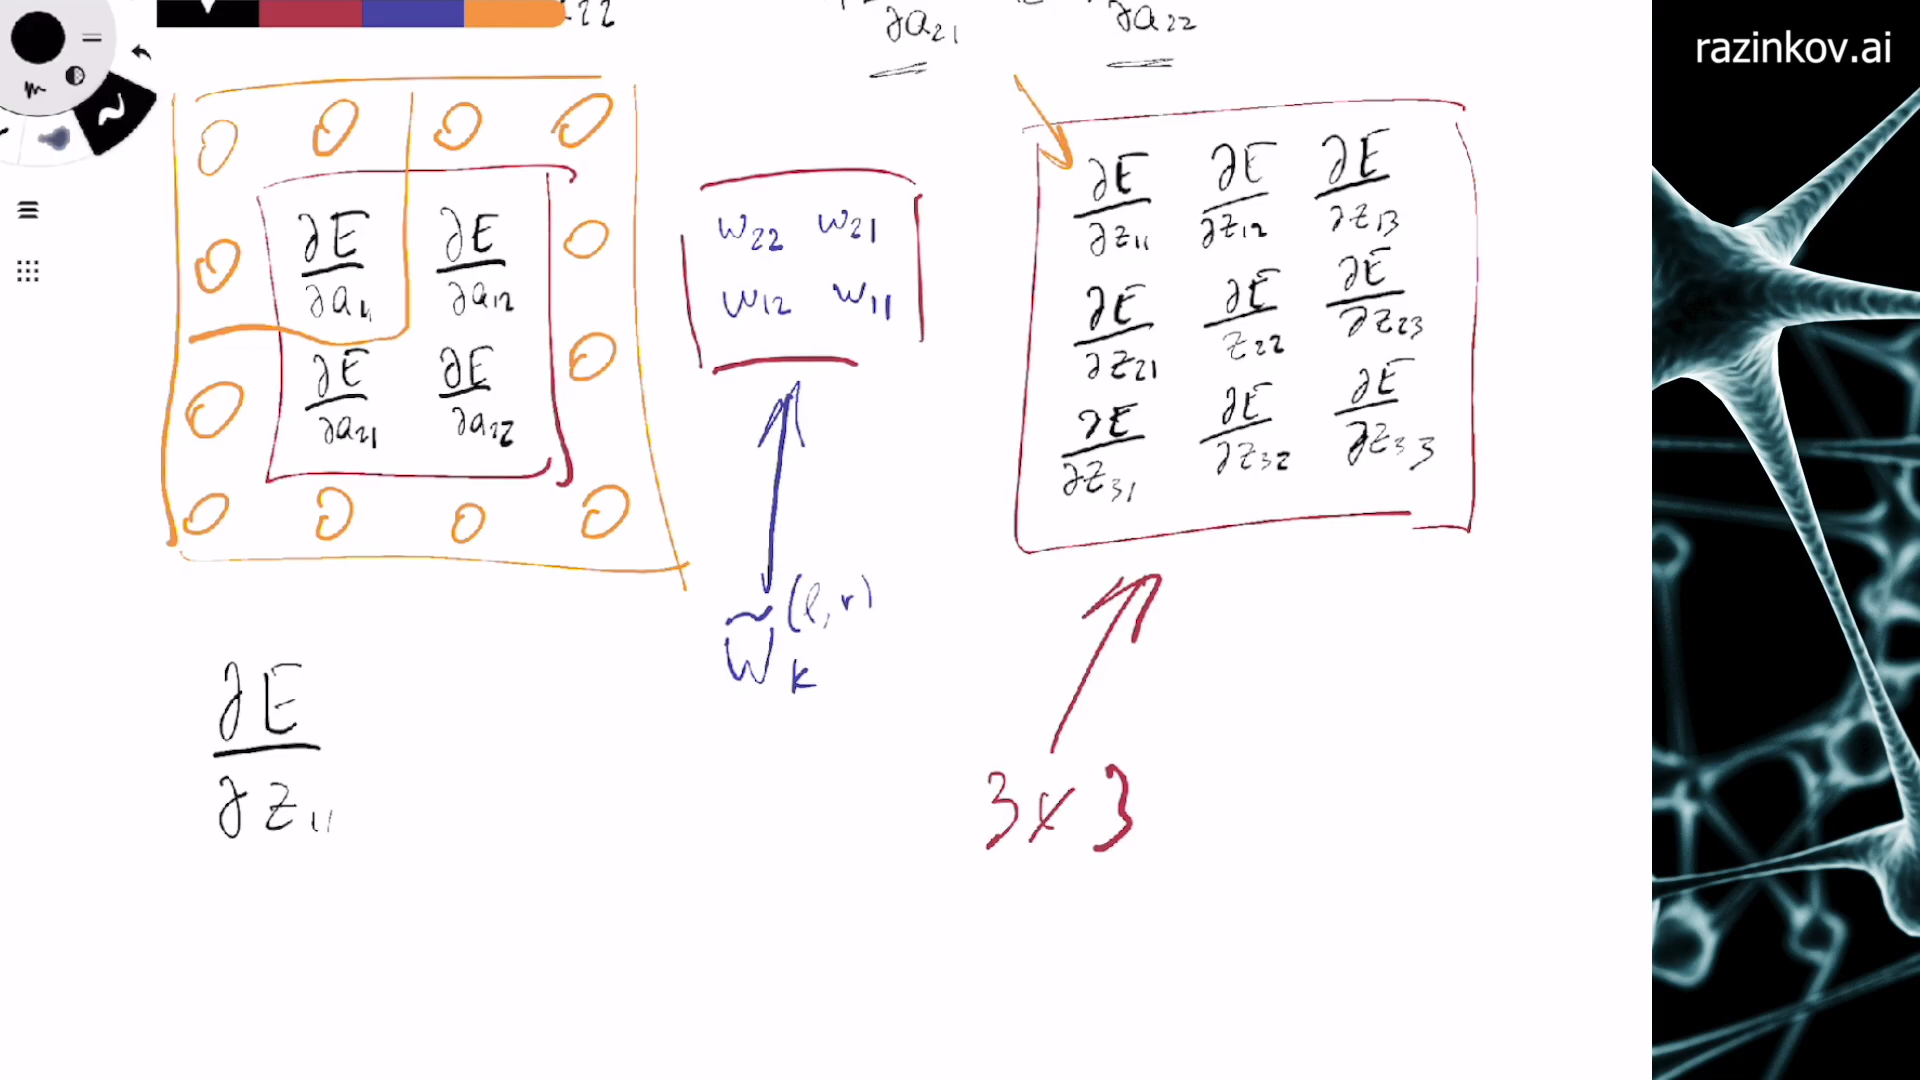 22
∂a₂₁
∂a₂₂
razinkov.ai
0 0 0 0
0 0
0 0
0 0 0 0
∂E/∂a₁₁ ∂E/∂a₁₂
∂E/∂a₂₁ ∂E/∂a₂₂
w₂₂ w₂₁
w₁₂ w₁₁
∂E/∂z₁₁ ∂E/∂z₁₂ ∂E/∂z₁₃
∂E/∂z₂₁ ∂E/z₂₂ ∂E/∂z₂₃
∂E/∂z₃₁ ∂E/∂z₃₂ ∂E/∂z₃₃
W̃ₖ^(ℓ,r)
∂E/∂z₁₁
3x3